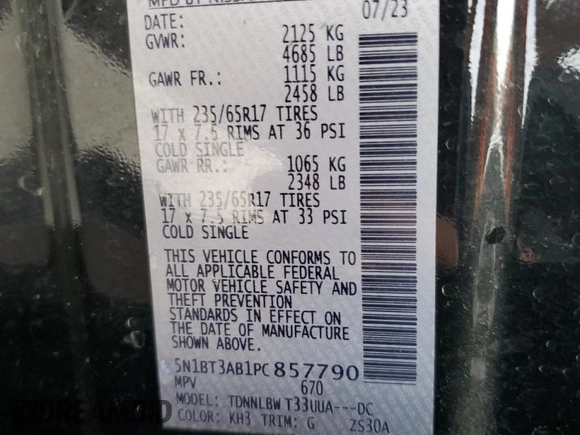 MFD BY NISSAN
DATE: 07/23
GVWR: 2125 KG
4685 LB
GAWR FR.: 1115 KG
2458 LB
WITH 235/65R17 TIRES
17 x 7.5 RIMS AT 36 PSI
COLD SINGLE
GAWR RR.: 1065 KG
2348 LB
WITH 235/65R17 TIRES
17 x 7.5 RIMS AT 33 PSI
COLD SINGLE
THIS VEHICLE CONFORMS TO
ALL APPLICABLE FEDERAL
MOTOR VEHICLE SAFETY AND
THEFT PREVENTION
STANDARDS IN EFFECT ON
THE DATE OF MANUFACTURE
SHOWN ABOVE.
5N1BT3AB1PC857790
MPV 670
MODEL: TDNNLBW T33UUA---DC
COLOR: KH3 TRIM: G ZS30A